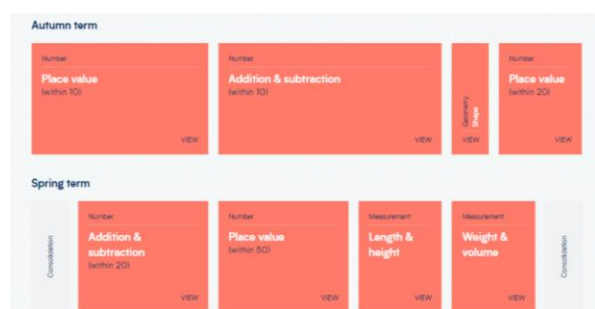 Autumn term
Number
Place value
(within 10)
VIEW
Number
Addition & subtraction
(within 10)
VIEW
Geometry
Shape
VIEW
Number
Place value
(within 20)
VIEW
Spring term
Consolidation
Number
Addition &
subtraction
(within 20)
VIEW
Number
Place value
(within 50)
VIEW
Measurement
Length &
height
VIEW
Measurement
Weight &
volume
VIEW
Consolidation